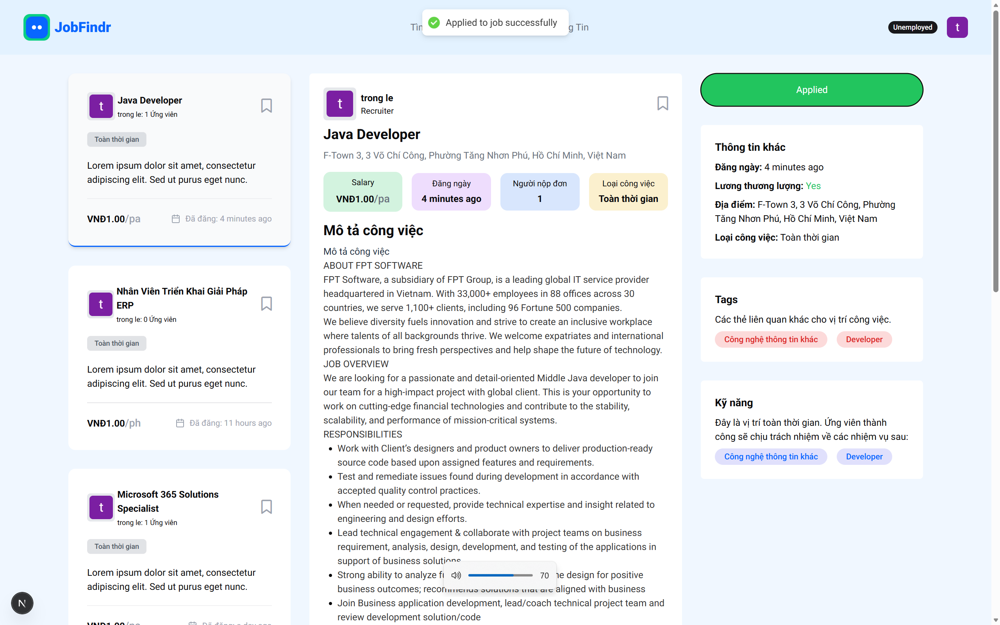 JobFindr
Applied to job successfully
Tin
Unemployed
t
t
Java Developer
trong le: 1 Ứng viên
Toàn thời gian
Lorem ipsum dolor sit amet, consectetur
adipiscing elit. Sed ut purus eget nunc.
VNĐ1.00/pa
Đã đăng: 4 minutes ago
t
Nhân Viên Triển Khai Giải Pháp
ERP
trong le: 0 Ứng viên
Toàn thời gian
Lorem ipsum dolor sit amet, consectetur
adipiscing elit. Sed ut purus eget nunc.
VNĐ1.00/ph
Đã đăng: 11 hours ago
t
Microsoft 365 Solutions
Specialist
trong le: 1 Ứng viên
Toàn thời gian
Lorem ipsum dolor sit amet, consectetur
adipiscing elit. Sed ut purus eget nunc.
N
t
trong le
Recruiter
Java Developer
F-Town 3, 3 Võ Chí Công, Phường Tăng Nhơn Phú, Hồ Chí Minh, Việt Nam
Salary
VNĐ1.00/pa
Đăng ngày
4 minutes ago
Người nộp đơn
1
Loại công việc
Toàn thời gian
Mô tả công việc
Mô tả công việc
ABOUT FPT SOFTWARE
FPT Software, a subsidiary of FPT Group, is a leading global IT service provider
headquartered in Vietnam. With 33,000+ employees in 88 offices across 30
countries, we serve 1,100+ clients, including 96 Fortune 500 companies.
We believe diversity fuels innovation and strive to create an inclusive workplace
where talents of all backgrounds thrive. We welcome expatriates and international
professionals to bring fresh perspectives and help shape the future of technology.
JOB OVERVIEW
We are looking for a passionate and detail-oriented Middle Java developer to join
our team for a high-impact project with global client. This is your opportunity to
work on cutting-edge financial technologies and contribute to the stability,
scalability, and performance of mission-critical systems.
RESPONSIBILITIES
Work with Client’s designers and product owners to deliver production-ready
source code based upon assigned features and requirements.
Test and remediate issues found during development in accordance with
accepted quality control practices.
When needed or requested, provide technical expertise and insight related to
engineering and design efforts.
Lead technical engagement & collaborate with project teams on business
requirement, analysis, design, development, and testing of the applications in
support of business solutions
Strong ability to analyze design for positive
business outcomes; recommends solutions that are aligned with business
Join Business application development, lead/coach technical project team and
review development solution/code
70
Applied
Thông tin khác
Đăng ngày: 4 minutes ago
Lương thương lượng: Yes
Địa điểm: F-Town 3, 3 Võ Chí Công, Phường
Tăng Nhơn Phú, Hồ Chí Minh, Việt Nam
Loại công việc: Toàn thời gian
Tags
Các thẻ liên quan khác cho vị trí công việc.
Công nghệ thông tin khác
Developer
Kỹ năng
Đây là vị trí toàn thời gian. Ứng viên thành
công sẽ chịu trách nhiệm về các nhiệm vụ sau:
Công nghệ thông tin khác
Developer